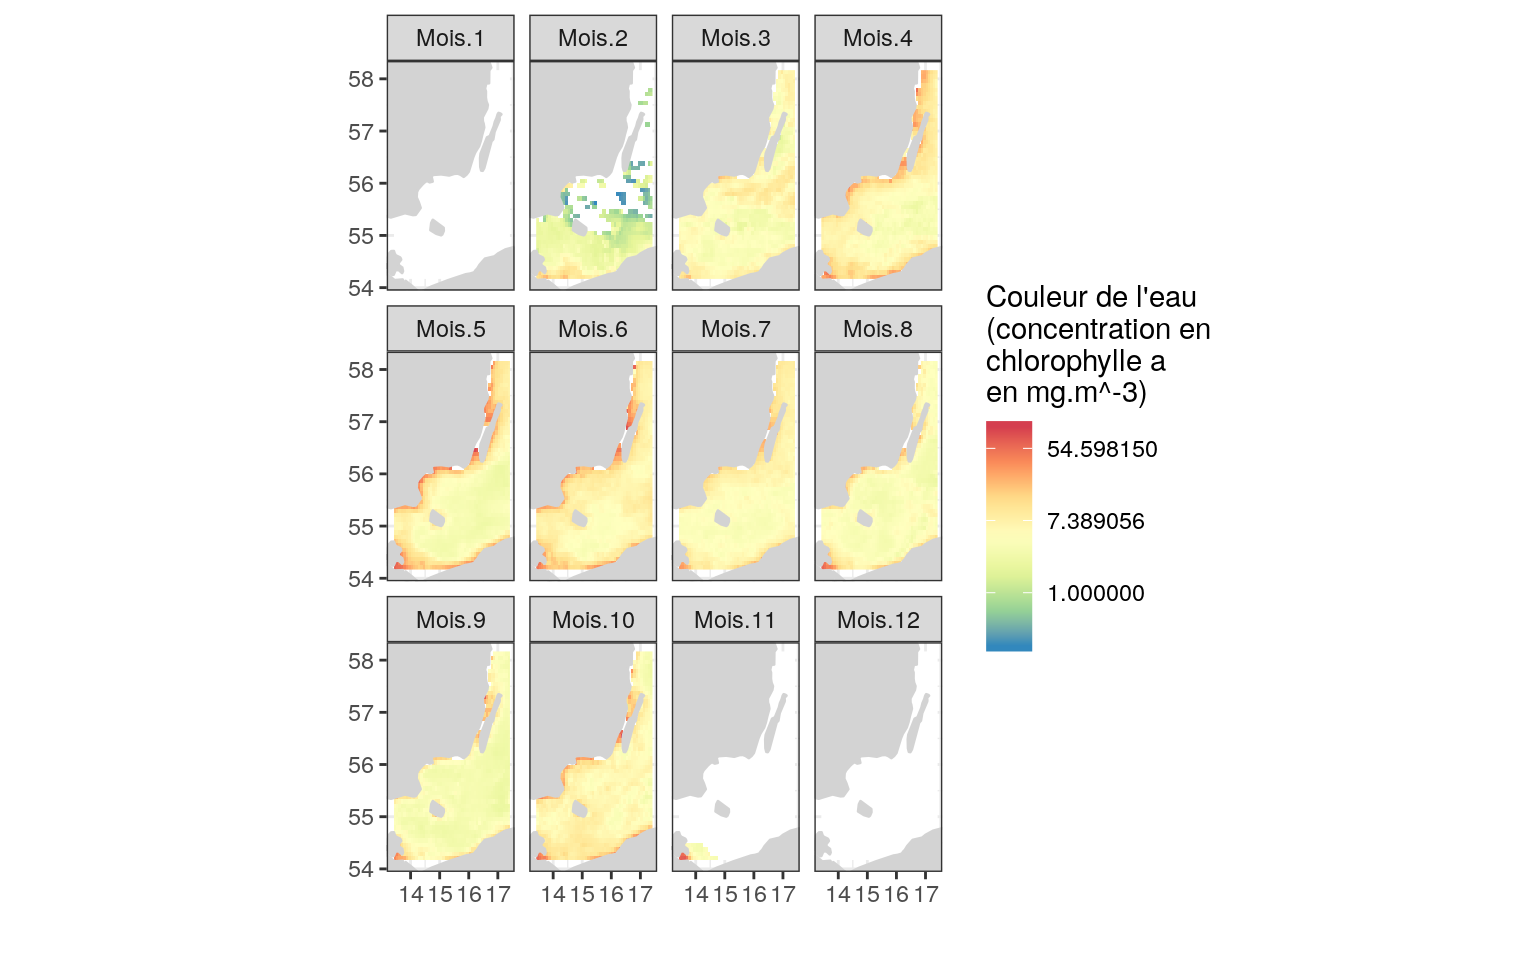 Mois.1 Mois.2 Mois.3 Mois.4
58
57
56
55
54
Mois.5 Mois.6 Mois.7 Mois.8
58
57
56
55
54
Mois.9 Mois.10 Mois.11 Mois.12
58
57
56
55
54
14 15 16 17 14 15 16 17 14 15 16 17 14 15 16 17
Couleur de l'eau
(concentration en
chlorophylle a
en mg.m^-3)
54.598150
7.389056
1.000000